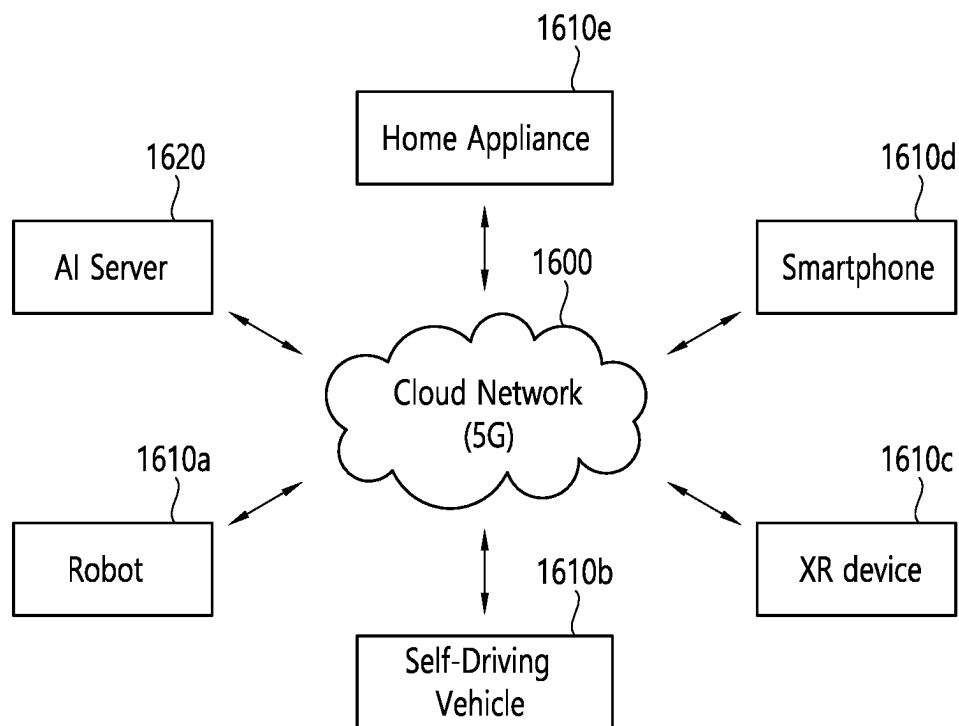 1610e
Home Appliance
1620
AI Server
1610d
Smartphone
1600
Cloud Network
(5G)
1610a
Robot
1610c
XR device
1610b
Self-Driving
Vehicle